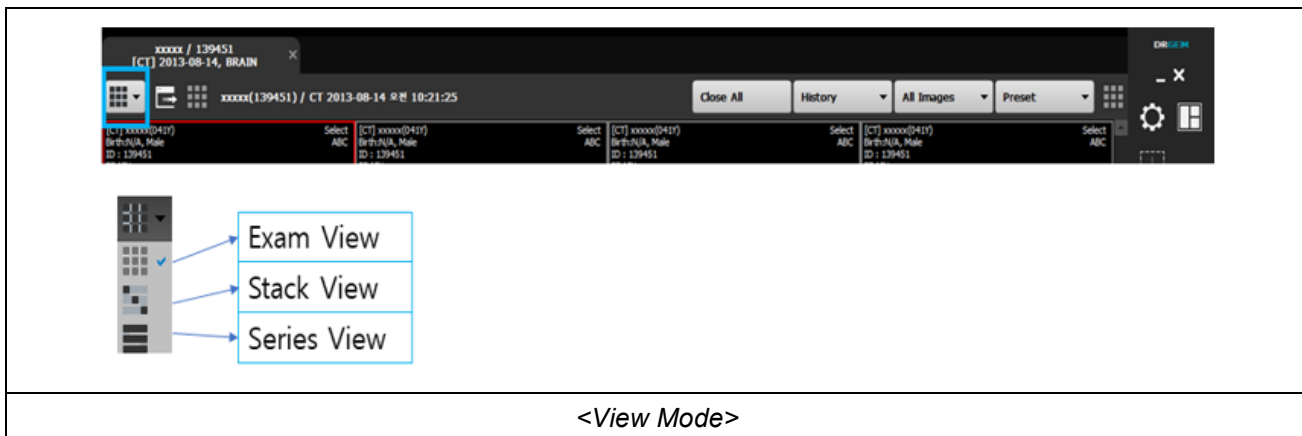 xxxxx / 139451
[CT] 2013-08-14, BRAIN
DRGEM
xxxxx(139451) / CT 2013-08-14 오전 10:21:25
Close All
History
All Images
Preset
[CT] xxxxx(041Y) Select
Birth:N/A, Male ABC
ID : 139451
[CT] xxxxx(041Y) Select
Birth:N/A, Male ABC
ID : 139451
[CT] xxxxx(041Y) Select
Birth:N/A, Male ABC
ID : 139451
[CT] xxxxx(041Y) Select
Birth:N/A, Male ABC
ID : 139451
Exam View
Stack View
Series View
<View Mode>